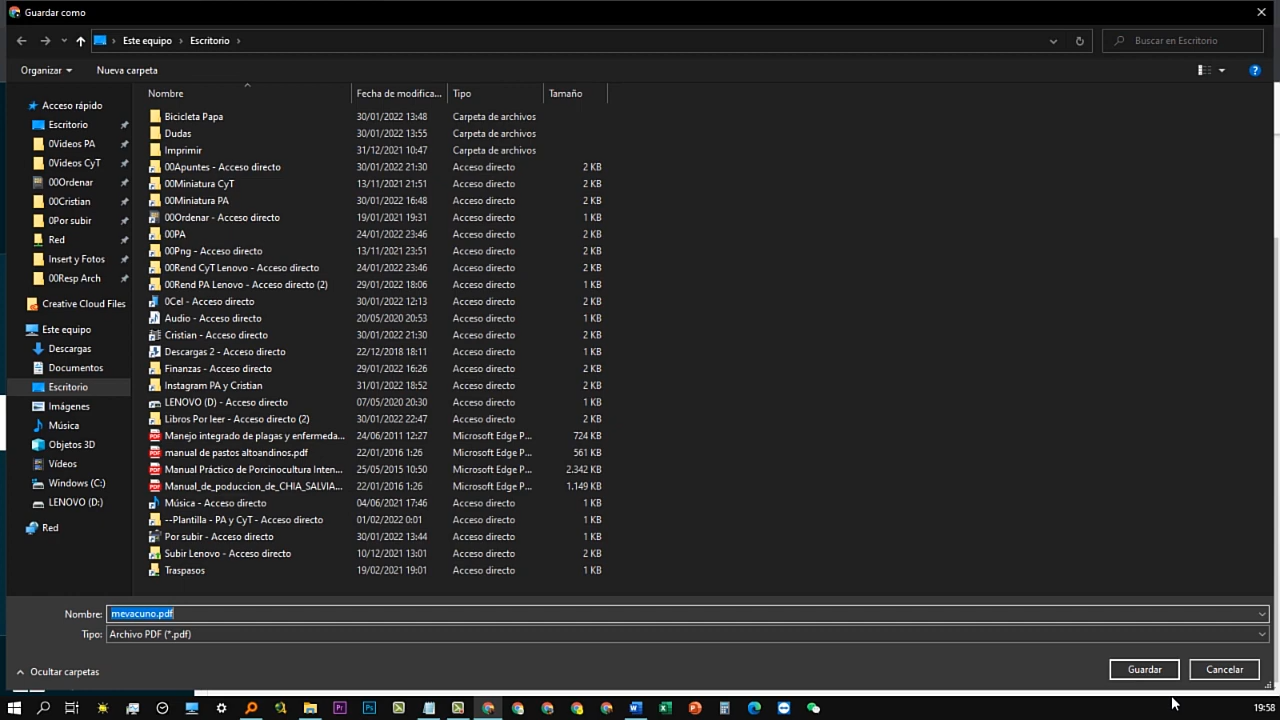 Guardar como
Este equipo > Escritorio >
Buscar en Escritorio
Organizar
Nueva carpeta
Nombre Fecha de modifica... Tipo Tamaño
Acceso rápido
Escritorio
0Videos PA
0Videos CyT
00Ordenar
00Cristian
0Por subir
Red
Insert y Fotos
00Resp Arch
Creative Cloud Files
Este equipo
Descargas
Documentos
Escritorio
Imágenes
Música
Objetos 3D
Vídeos
Windows (C:)
LENOVO (D:)
Red
Bicicleta Papa 30/01/2022 13:48 Carpeta de archivos
Dudas 30/01/2022 13:55 Carpeta de archivos
Imprimir 31/12/2021 10:47 Carpeta de archivos
00Apuntes - Acceso directo 30/01/2022 21:30 Acceso directo 2 KB
00Miniatura CyT 13/11/2021 21:51 Acceso directo 2 KB
00Miniatura PA 30/01/2022 16:48 Acceso directo 2 KB
00Ordenar - Acceso directo 19/01/2021 19:31 Acceso directo 1 KB
00PA 24/01/2022 23:46 Acceso directo 2 KB
00Png - Acceso directo 13/11/2021 23:51 Acceso directo 2 KB
00Rend CyT Lenovo - Acceso directo 24/01/2022 23:46 Acceso directo 2 KB
00Rend PA Lenovo - Acceso directo (2) 29/01/2022 18:06 Acceso directo 1 KB
0Cel - Acceso directo 30/01/2022 12:13 Acceso directo 2 KB
Audio - Acceso directo 20/05/2020 20:53 Acceso directo 1 KB
Cristian - Acceso directo 30/01/2022 21:30 Acceso directo 2 KB
Descargas 2 - Acceso directo 22/12/2018 18:11 Acceso directo 1 KB
Finanzas - Acceso directo 29/01/2022 16:26 Acceso directo 2 KB
Instagram PA y Cristian 31/01/2022 18:52 Acceso directo 2 KB
LENOVO (D) - Acceso directo 07/05/2020 20:30 Acceso directo 1 KB
Libros Por leer - Acceso directo (2) 30/01/2022 22:47 Acceso directo 2 KB
Manejo integrado de plagas y enfermeda... 24/06/2011 12:27 Microsoft Edge P... 724 KB
manual de pastos altoandinos.pdf 22/01/2016 1:26 Microsoft Edge P... 561 KB
Manual Práctico de Porcinocultura Inten... 25/05/2015 10:50 Microsoft Edge P... 2.342 KB
Manual_de_poduccion_de_CHIA_SALVIA... 22/01/2016 1:26 Microsoft Edge P... 1.149 KB
Música - Acceso directo 04/06/2021 17:46 Acceso directo 1 KB
--Plantilla - PA y CyT - Acceso directo 01/02/2022 0:01 Acceso directo 2 KB
Por subir - Acceso directo 30/01/2022 13:44 Acceso directo 1 KB
Subir Lenovo - Acceso directo 10/12/2021 13:01 Acceso directo 2 KB
Traspasos 19/02/2021 19:01 Acceso directo 1 KB
Nombre: mevacuno.pdf
Tipo: Archivo PDF (*.pdf)
Ocultar carpetas
Guardar
Cancelar
19:58